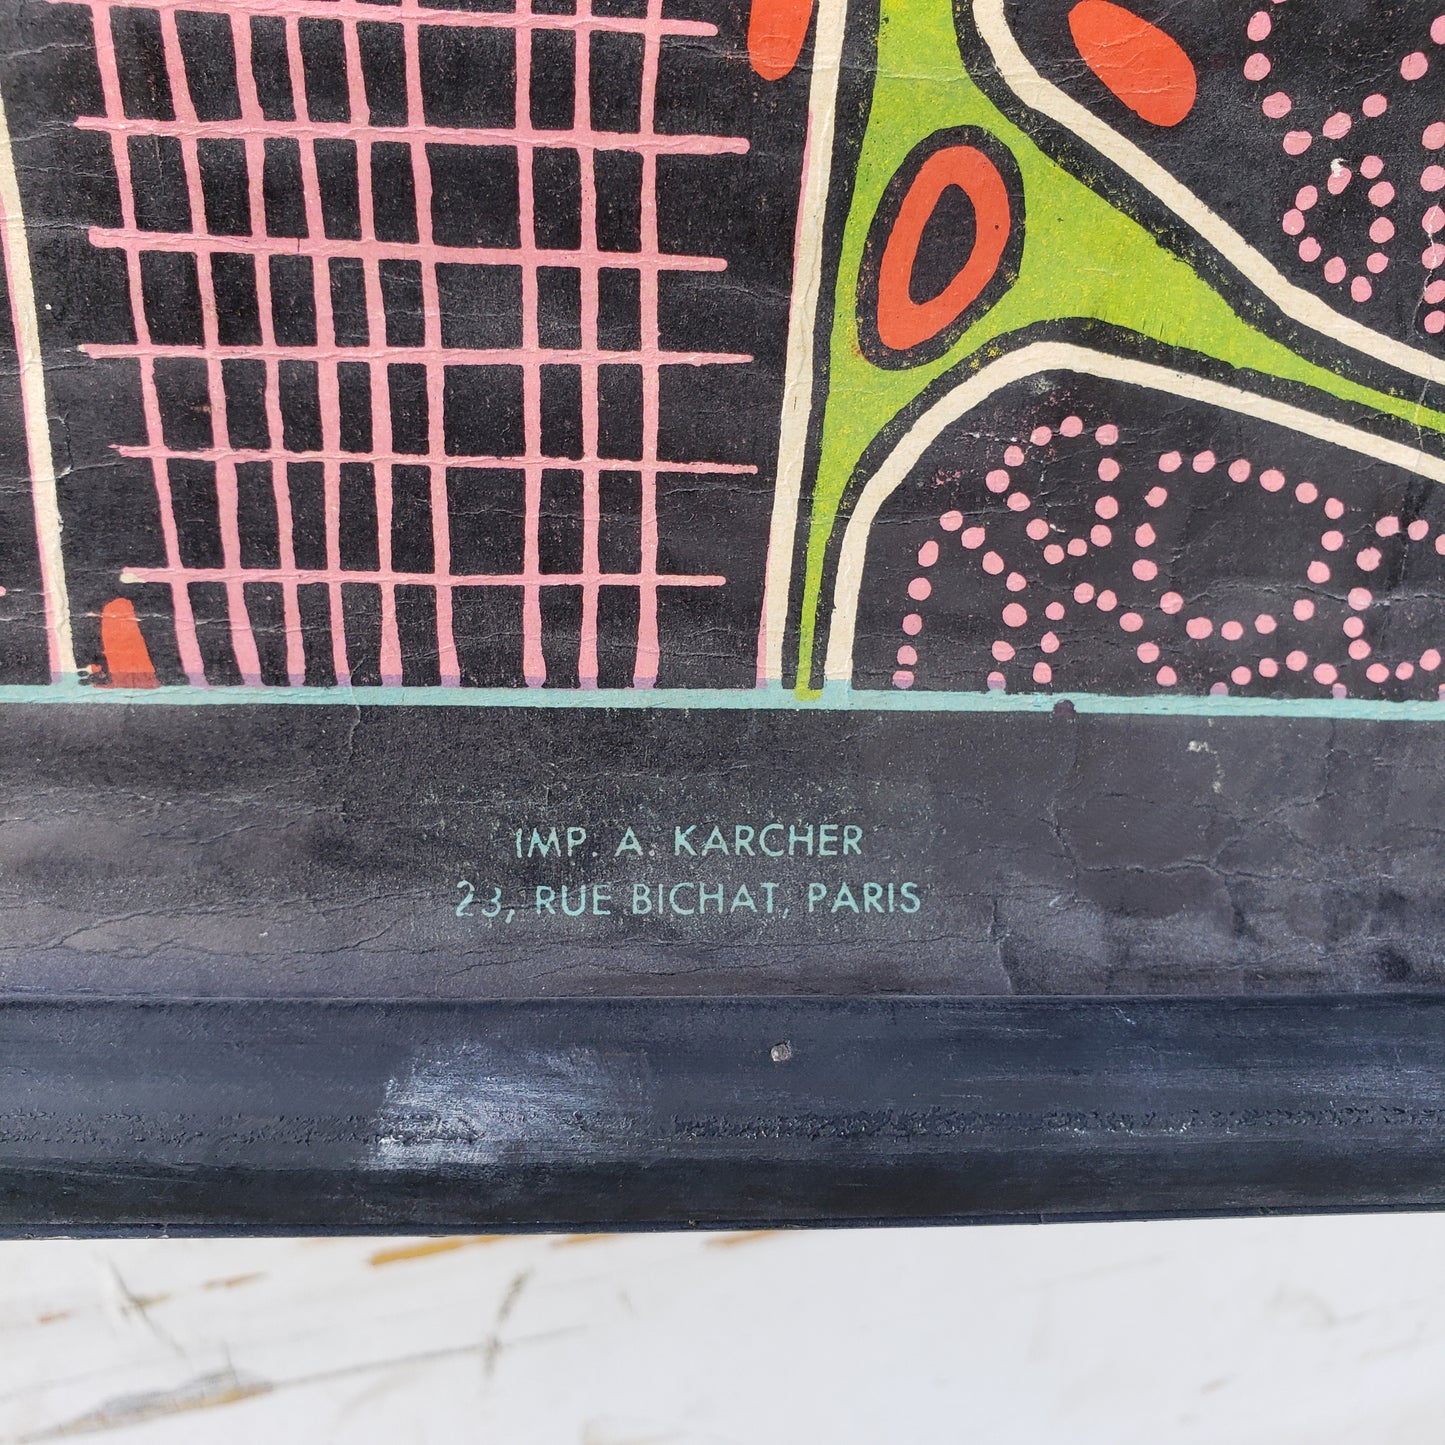 IMP. A. KARCHER
23, RUE BICHAT, PARIS